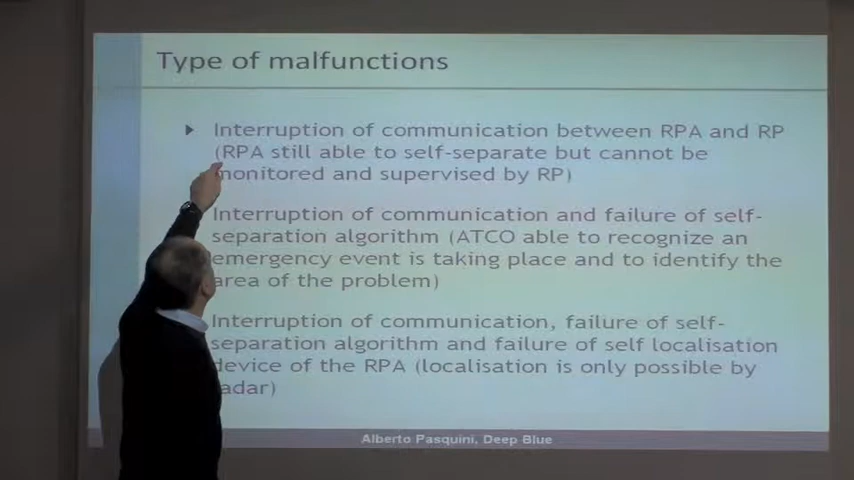 Type of malfunctions
Interruption of communication between RPA and RP
(RPA still able to self-separate but cannot be
monitored and supervised by RP)
Interruption of communication and failure of self-
separation algorithm (ATCO able to recognize an
emergency event is taking place and to identify the
area of the problem)
Interruption of communication, failure of self-
separation algorithm and failure of self localisation
device of the RPA (localisation is only possible by
adar)
Alberto Pasquini, Deep Blue